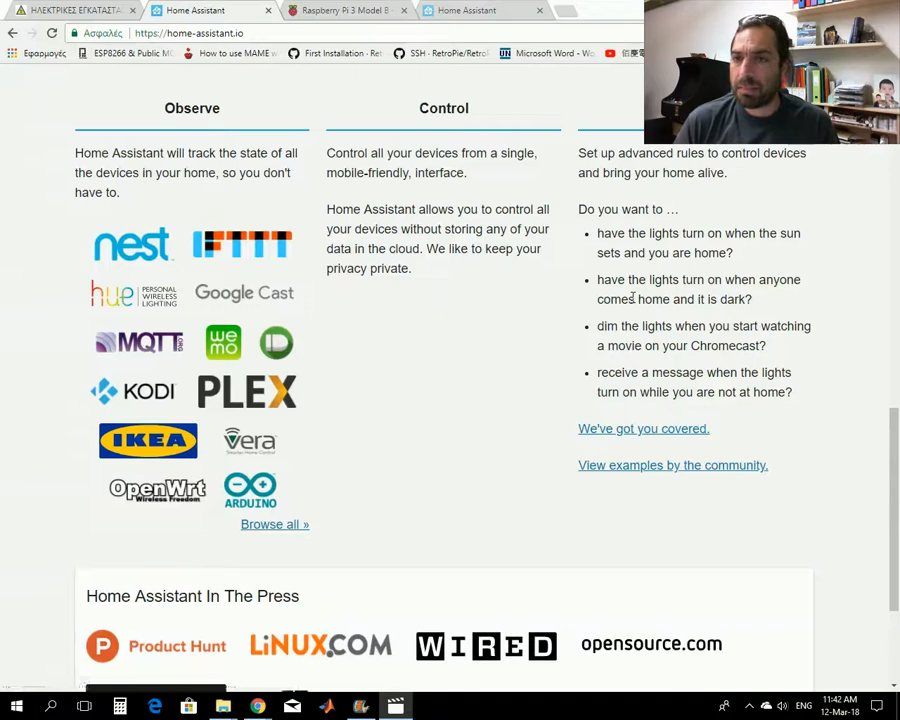 ΗΛΕΚΤΡΙΚΕΣ ΕΓΚΑΤΑΣΤΑ
Home Assistant
Raspberry Pi 3 Model B
Home Assistant
Ασφαλές
https://home-assistant.io
Εφαρμογές
ESP8266 & Public M
How to use MAME w
First Installation · Ret
SSH · RetroPie/RetroI
Microsoft Word - W
Observe
Home Assistant will track the state of all
the devices in your home, so you don't
have to.
nest
IFTTT
hue PERSONAL WIRELESS LIGHTING
Google Cast
MQTT.ORG
wemo
KODI
PLEX
IKEA
vera
Smarter Home Control
OpenWrt
Wireless Freedom
ARDUINO
Browse all »
Control
Control all your devices from a single,
mobile-friendly, interface.
Home Assistant allows you to control all
your devices without storing any of your
data in the cloud. We like to keep your
privacy private.
Set up advanced rules to control devices
and bring your home alive.
Do you want to …
have the lights turn on when the sun
sets and you are home?
have the lights turn on when anyone
comes home and it is dark?
dim the lights when you start watching
a movie on your Chromecast?
receive a message when the lights
turn on while you are not at home?
We've got you covered.
View examples by the community.
Home Assistant In The Press
P Product Hunt
LiNUX.COM
WIRED
opensource.com
ENG
11:42 AM
12-Mar-18